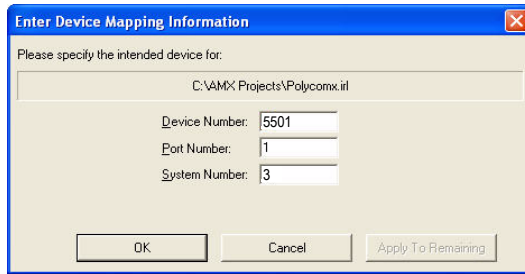 Enter Device Mapping Information
Please specify the intended device for:
C:\AMX Projects\Polycomx.irl
Device Number: 5501
Port Number: 1
System Number: 3
OK Cancel Apply To Remaining